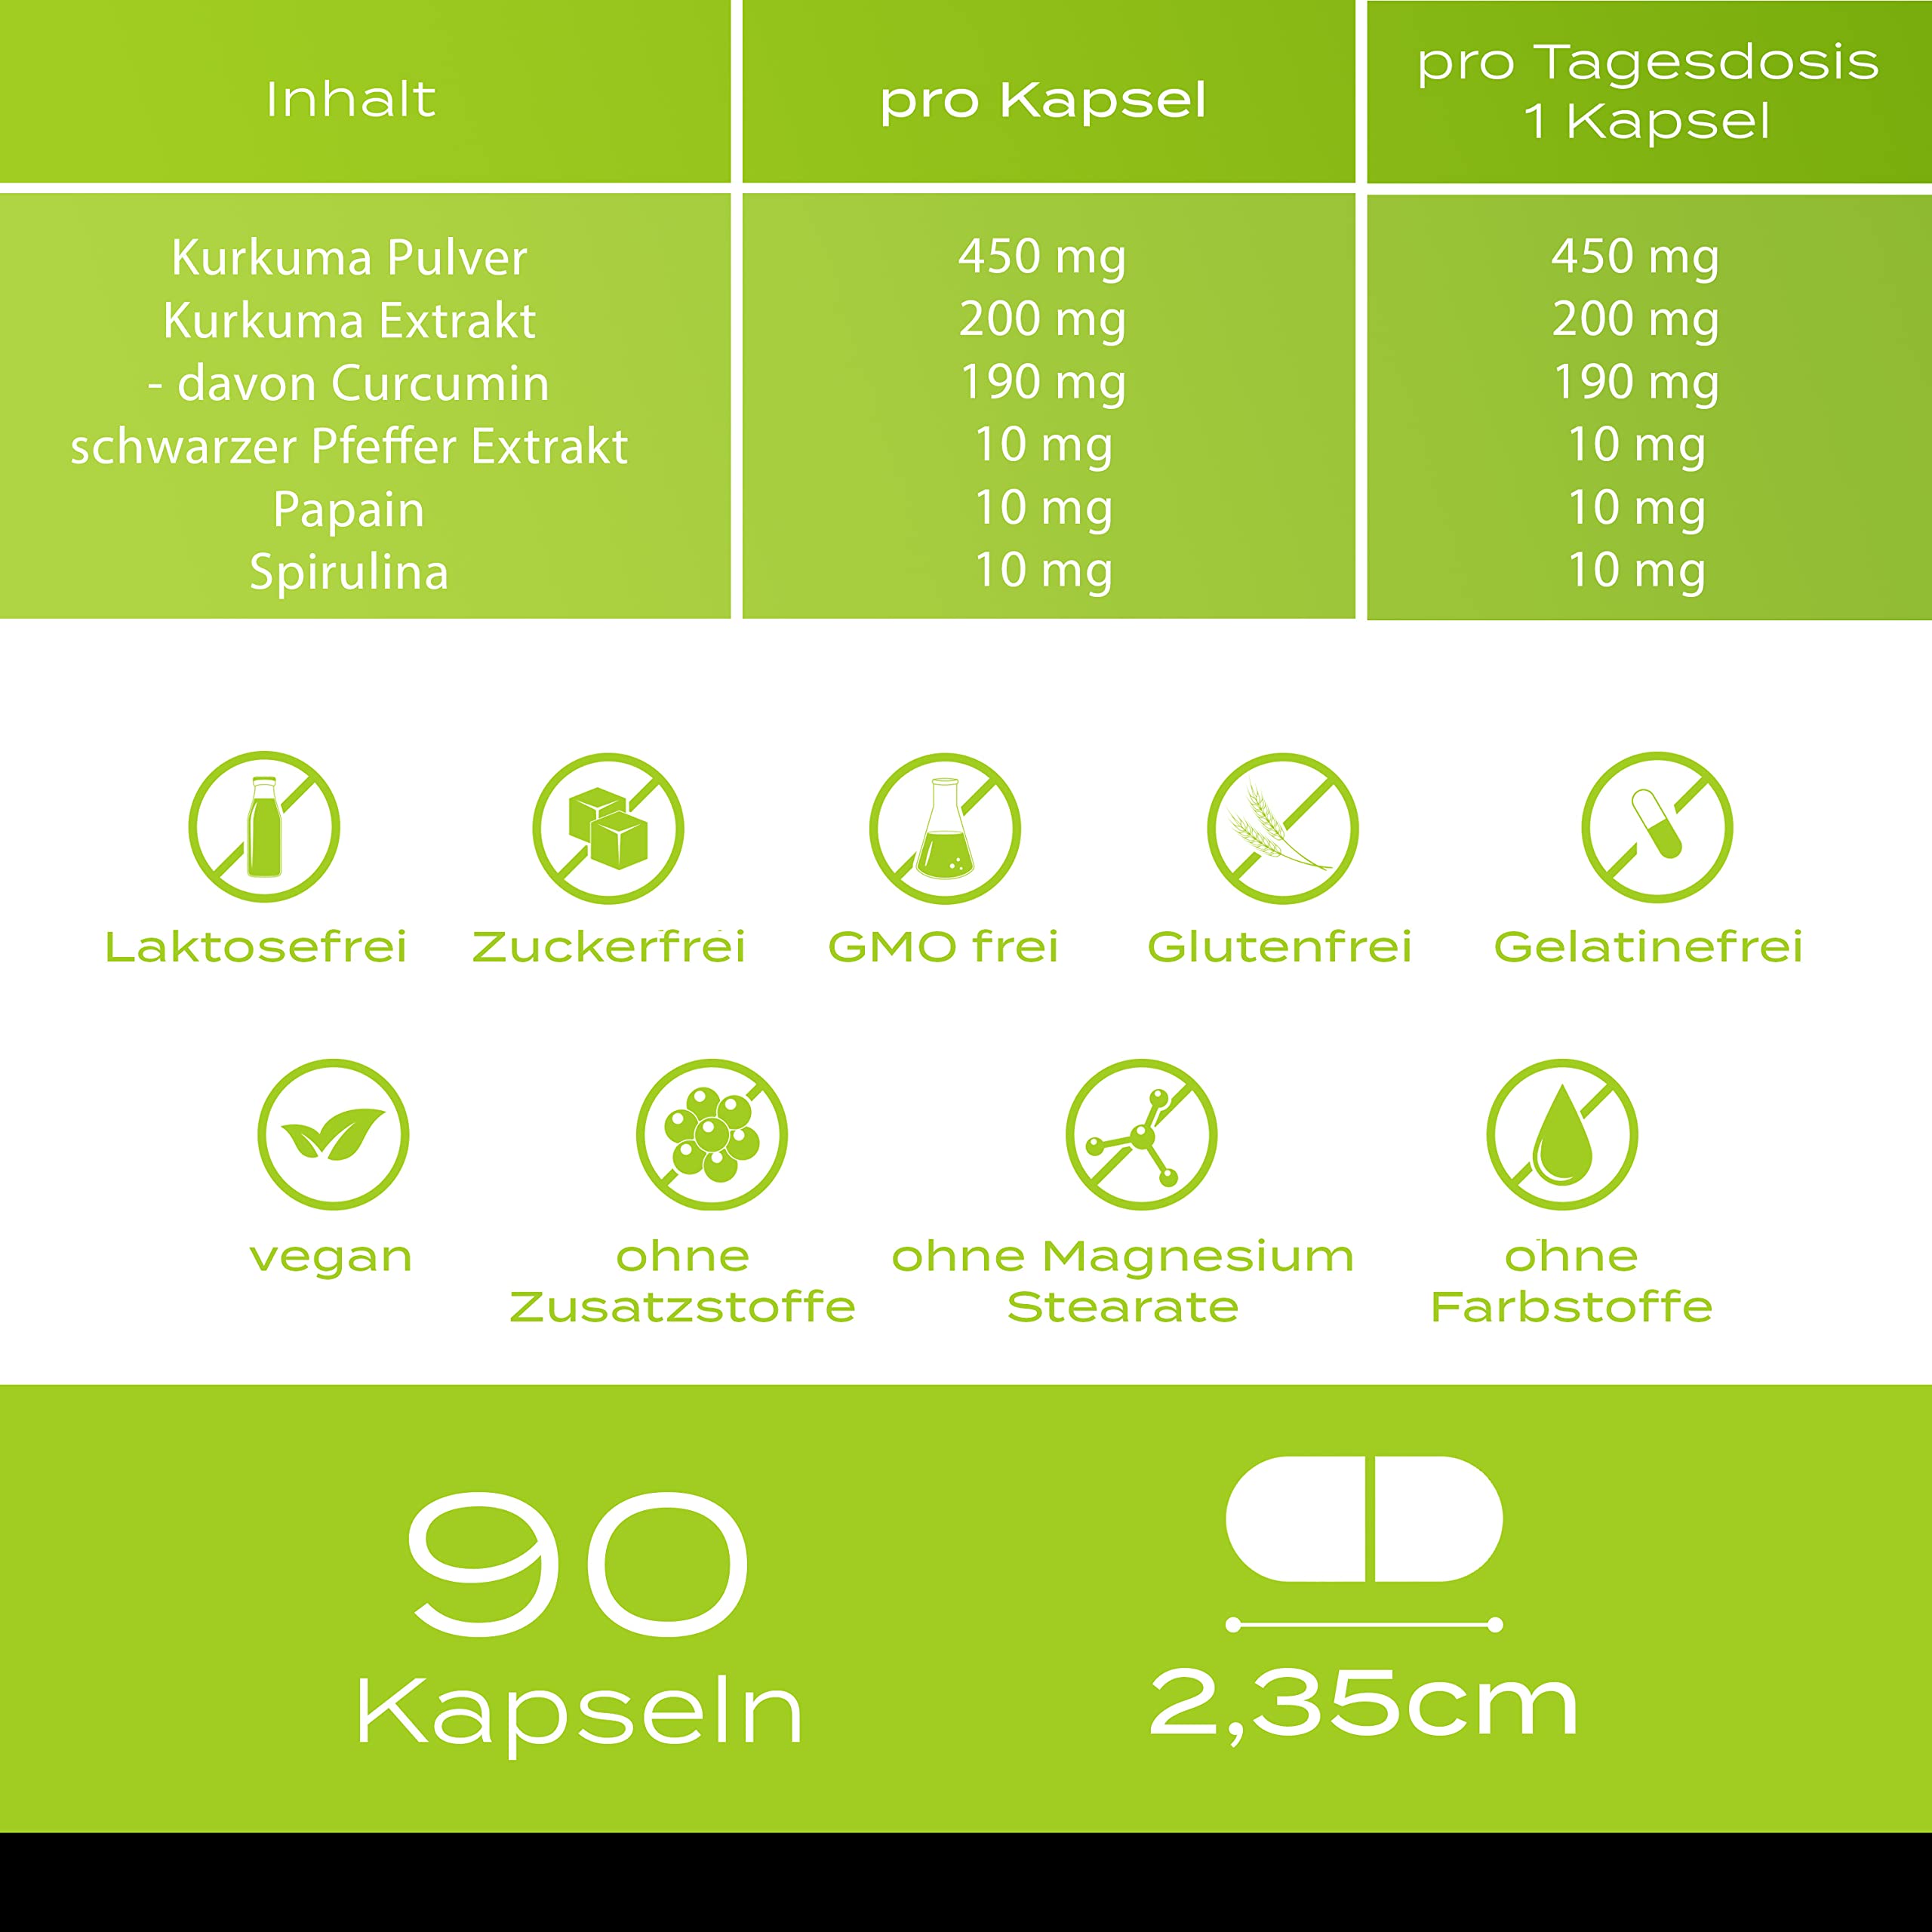 Inhalt
pro Kapsel
pro Tagesdosis
1 Kapsel
Kurkuma Pulver 450 mg 450 mg
Kurkuma Extrakt 200 mg 200 mg
- davon Curcumin 190 mg 190 mg
schwarzer Pfeffer Extrakt 10 mg 10 mg
Papain 10 mg 10 mg
Spirulina 10 mg 10 mg
Laktosefrei
Zuckerfrei
GMO frei
Glutenfrei
Gelatinefrei
vegan
ohne
Zusatzstoffe
ohne Magnesium
Stearate
ohne
Farbstoffe
90
Kapseln
2,35cm